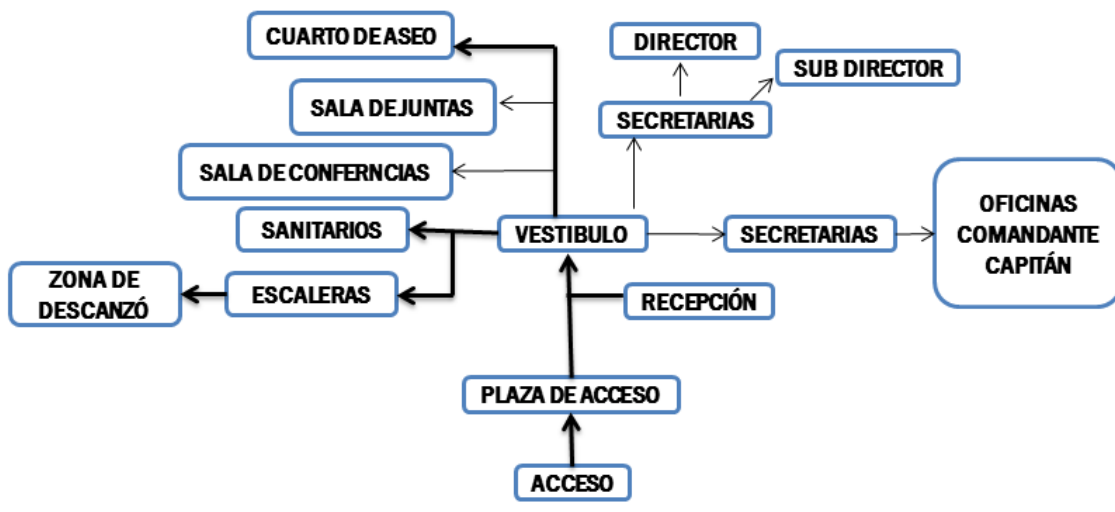 CUARTO DE ASEO
DIRECTOR
SUB DIRECTOR
SALA DE JUNTAS
SECRETARIAS
SALA DE CONFERNCIAS
OFICINAS
COMANDANTE
CAPITÁN
SANITARIOS
VESTIBULO
SECRETARIAS
ZONA DE
DESCANZÓ
ESCALERAS
RECEPCIÓN
PLAZA DE ACCESO
ACCESO